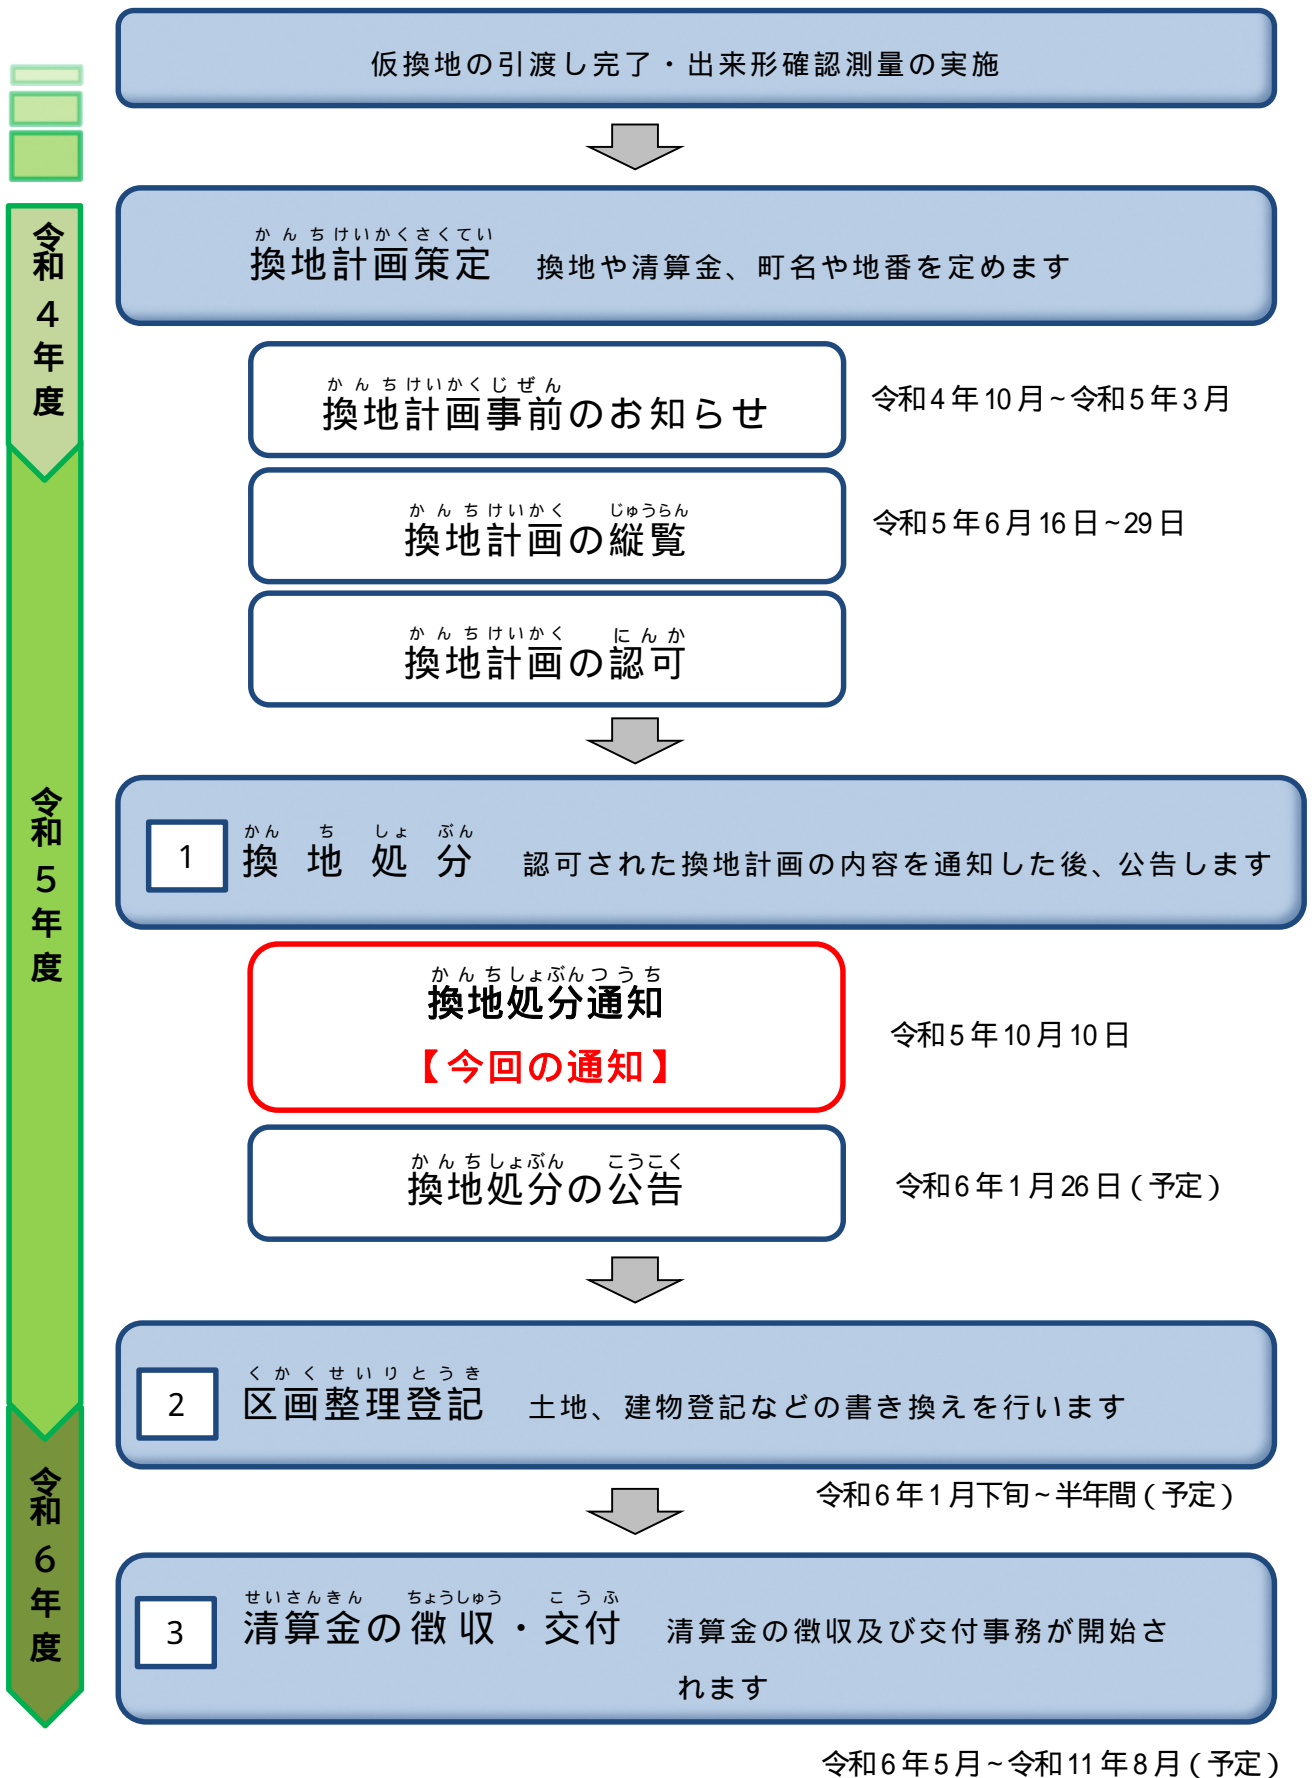 仮換地の引渡し完了・出来形確認測量の実施
令和４年度
かんちけいかくさくてい
換地計画策定 換地や清算金、町名や地番を定めます
かんちけいかくじぜん
換地計画事前のお知らせ
令和４年10月~令和５年３月
かんちけいかく じゅうらん
換地計画の縦覧
令和５年６月16日~29日
かんちけいかく にんか
換地計画の認可
令和５年度
かん ち しょ ぶん
1 換地処分 認可された換地計画の内容を通知した後、公告します
かんちしょぶんつうち
換地処分通知
【今回の通知】
令和５年10月10日
かんちしょぶん こうこく
換地処分の公告
令和６年１月26日(予定)
くかくせいりとうき
2 区画整理登記 土地、建物登記などの書き換えを行います
令和６年１月下旬~半年間(予定)
令和６年度
せいさんきん ちょうしゅう こうふ
3 清算金の徴収・交付 清算金の徴収及び交付事務が開始さ
れます
令和６年５月~令和11年８月(予定)